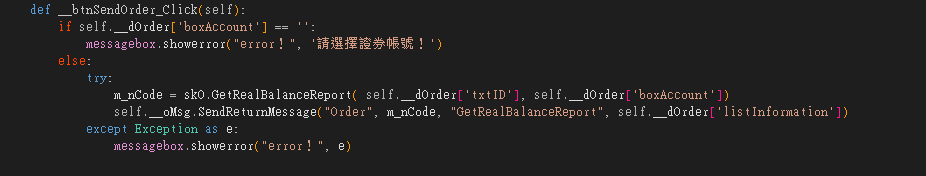 def __btnSendOrder_Click(self):
if self.__dOrder['boxAccount'] == '':
messagebox.showerror("error！", '請選擇證券帳號！')
else:
try:
m_nCode = skO.GetRealBalanceReport( self.__dOrder['txtID'], self.__dOrder['boxAccount'])
self.__oMsg.SendReturnMessage("Order", m_nCode, "GetRealBalanceReport", self.__dOrder['listInformation'])
except Exception as e:
messagebox.showerror("error！", e)